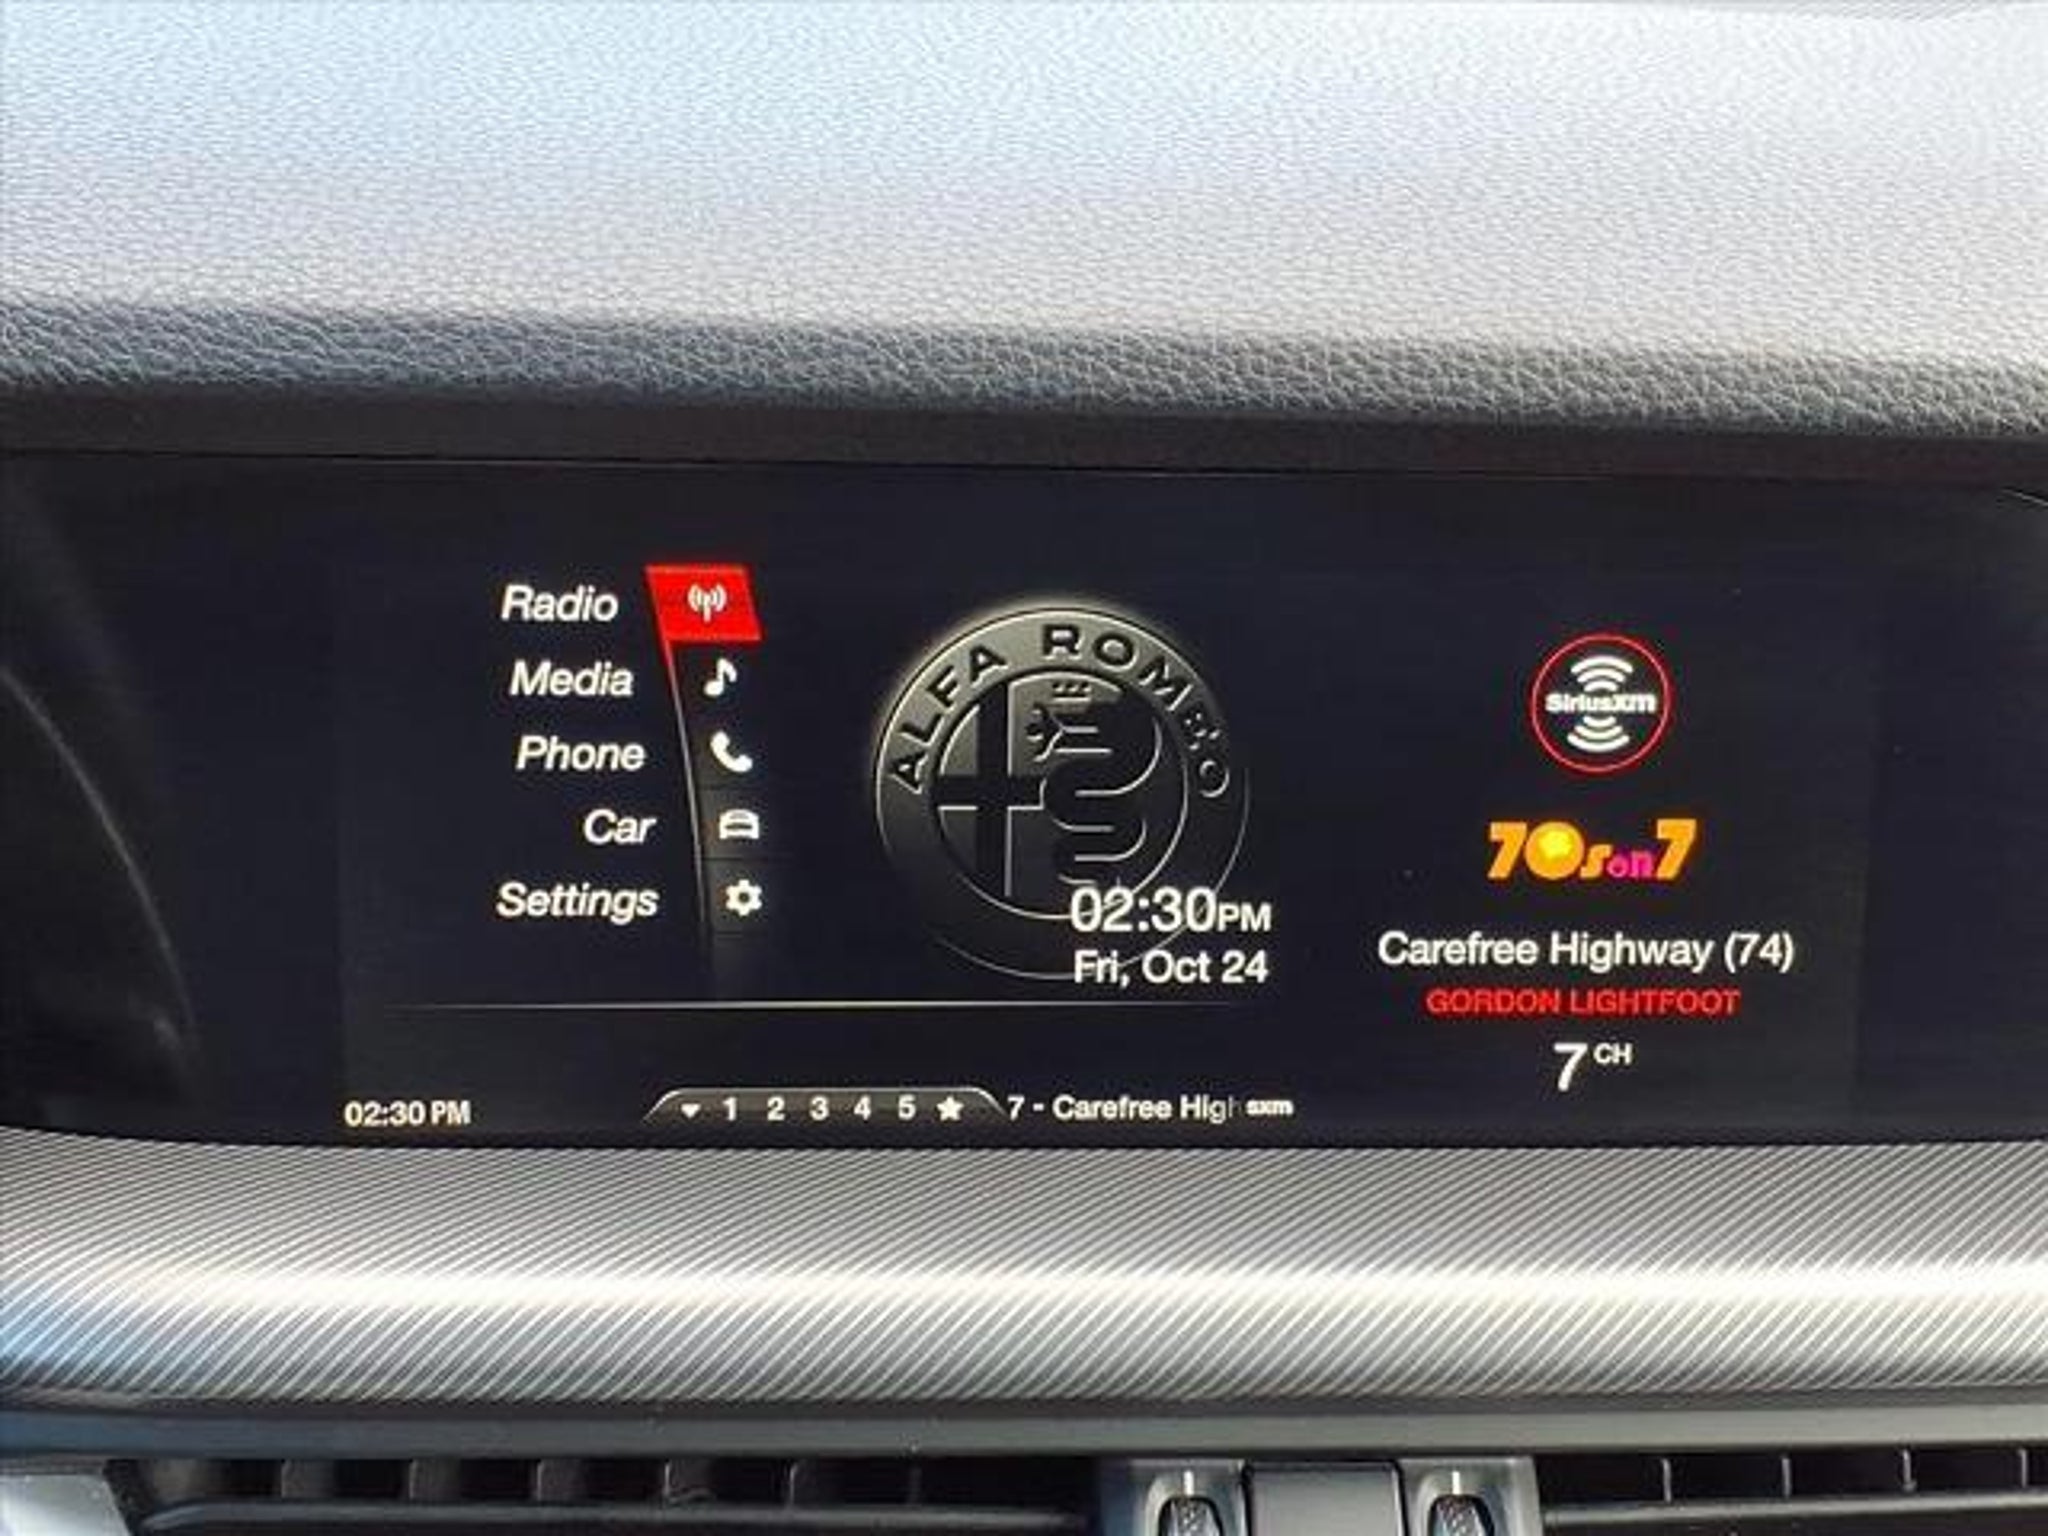 Radio
Media
Phone
Car
Settings
ALFA ROMEO
02:30PM
Fri, Oct 24
SiriusXM
70s on 7
Carefree Highway (74)
GORDON LIGHTFOOT
7 CH
02:30 PM
1 2 3 4 5
7 - Carefree High sxm